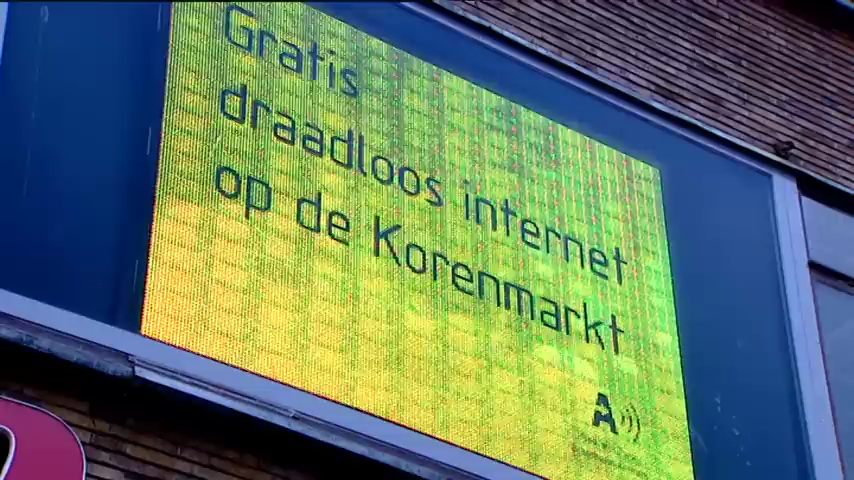 Gratis
draadloos internet
op de Korenmarkt
A